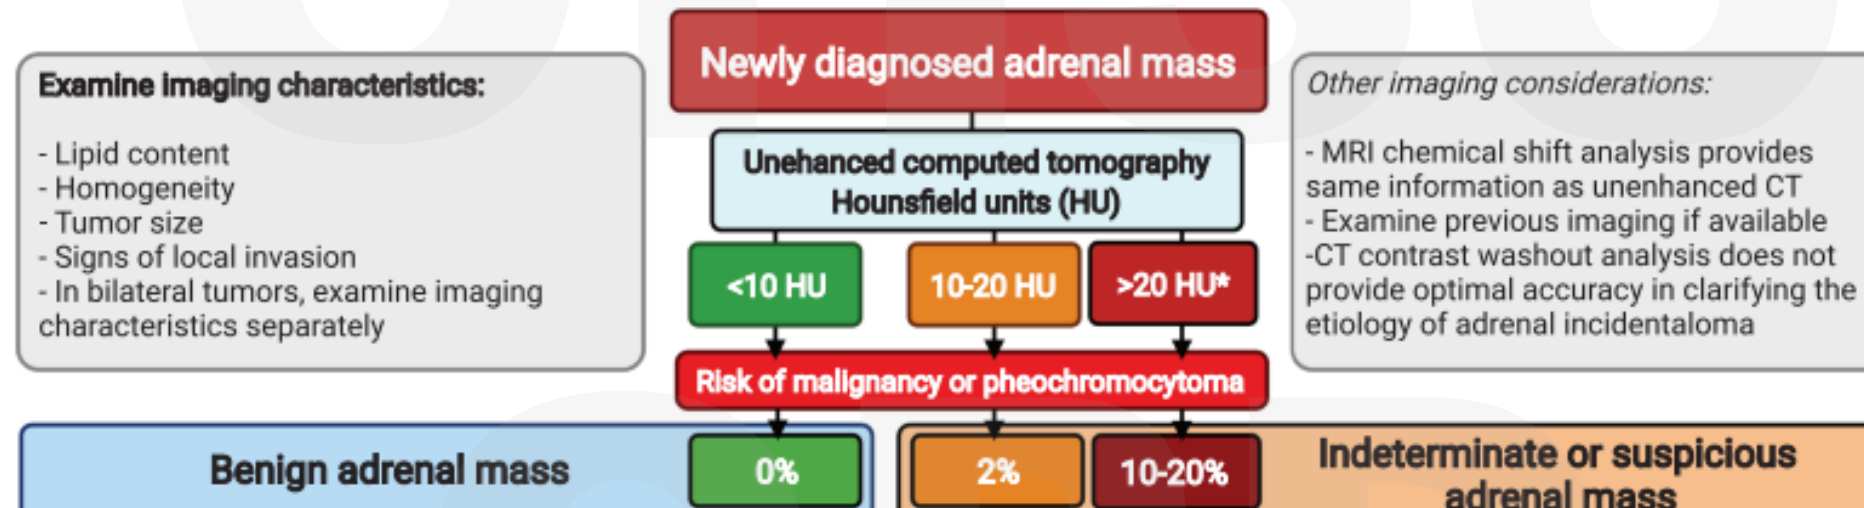 Newly diagnosed adrenal mass
Examine imaging characteristics:
- Lipid content
- Homogeneity
- Tumor size
- Signs of local invasion
- In bilateral tumors, examine imaging
characteristics separately
Unehanced computed tomography
Hounsfield units (HU)
<10 HU
10-20 HU
>20 HU*
Other imaging considerations:
- MRI chemical shift analysis provides
same information as unenhanced CT
- Examine previous imaging if available
-CT contrast washout analysis does not
provide optimal accuracy in clarifying the
etiology of adrenal incidentaloma
Risk of malignancy or pheochromocytoma
Benign adrenal mass
0%
2%
10-20%
Indeterminate or suspicious
adrenal mass